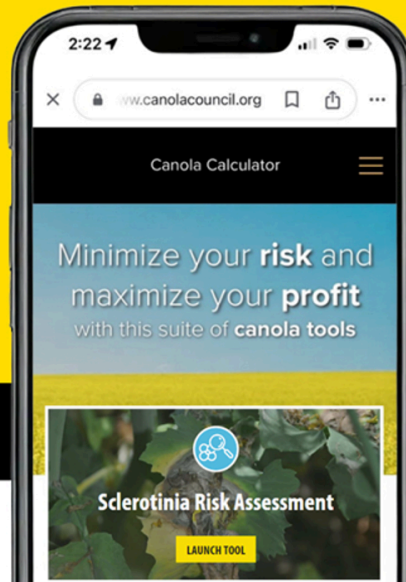 2:22
ww.canolacouncil.org
Canola Calculator
Minimize your risk and
maximize your profit
with this suite of canola tools
Sclerotinia Risk Assessment
LAUNCH TOOL